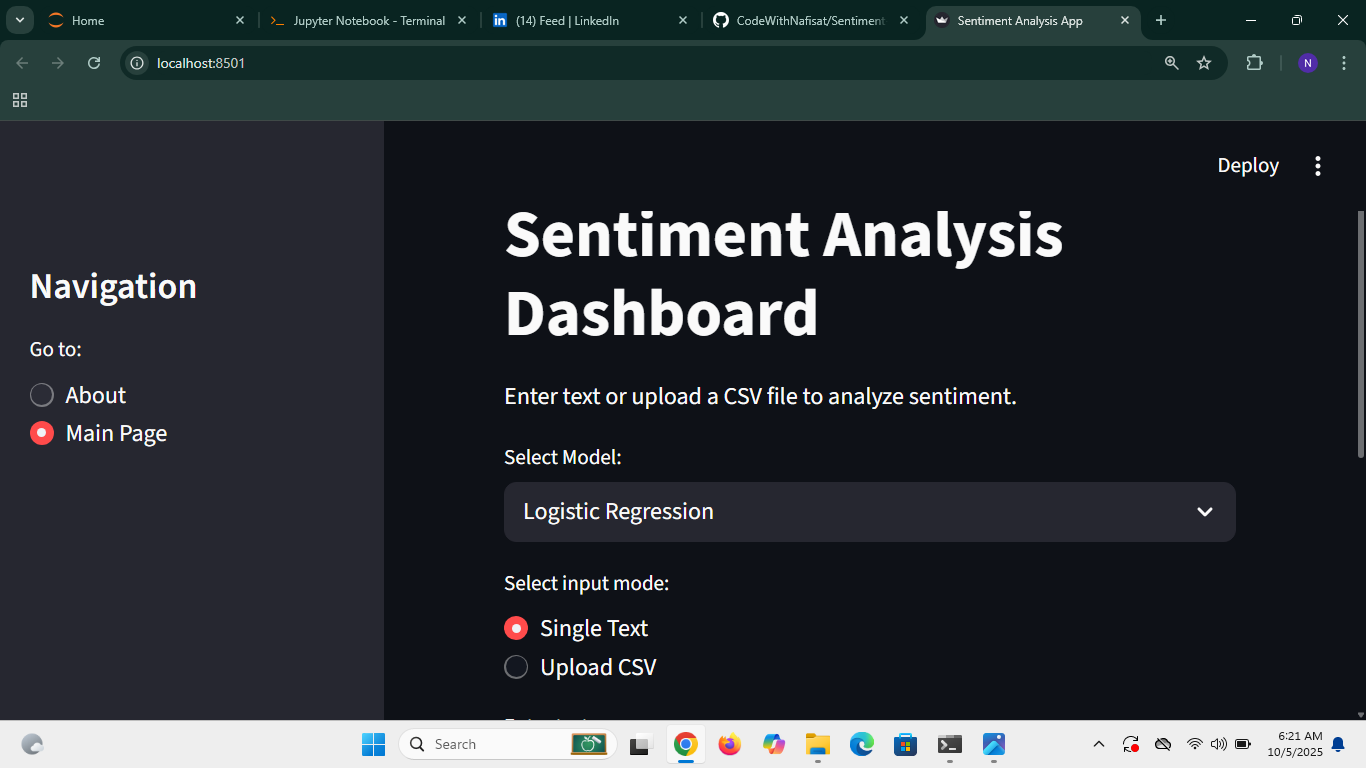 Home
Jupyter Notebook - Terminal
(14) Feed | LinkedIn
CodeWithNafisat/Sentiment
Sentiment Analysis App
localhost:8501
N
Deploy
Navigation
Go to:
About
Main Page
Sentiment Analysis
Dashboard
Enter text or upload a CSV file to analyze sentiment.
Select Model:
Logistic Regression
Select input mode:
Single Text
Upload CSV
Search
6:21 AM
10/5/2025